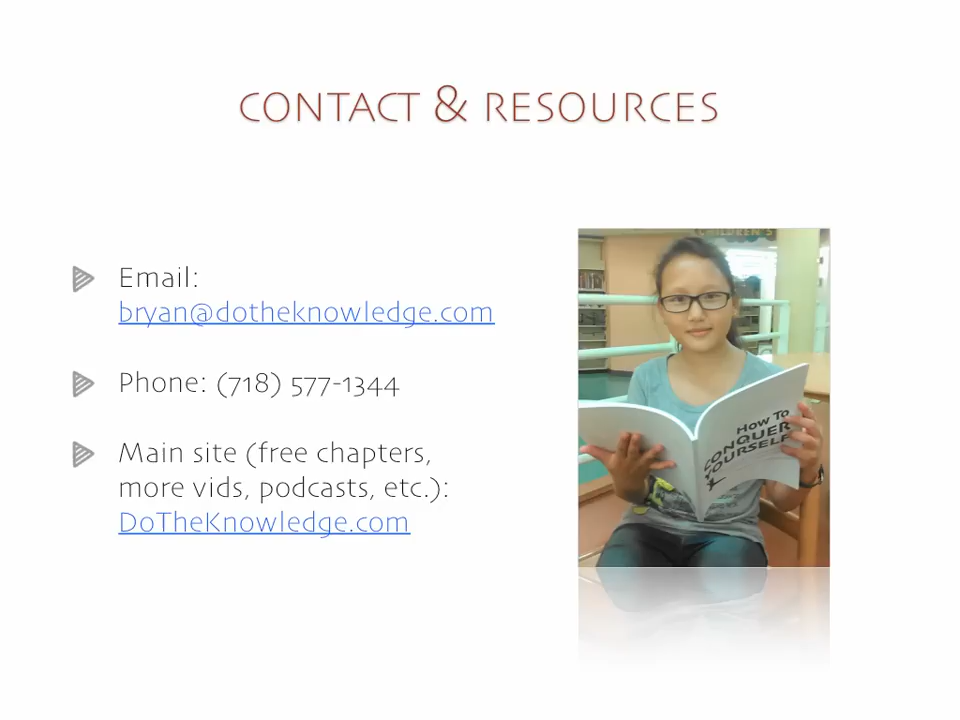 CONTACT & RESOURCES
Email:
bryan@dotheknowledge.com
Phone: (718) 577-1344
Main site (free chapters,
more vids, podcasts, etc.):
DoTheKnowledge.com
CHILDREN'S
HOW TO
CONQUER
YOURSELF